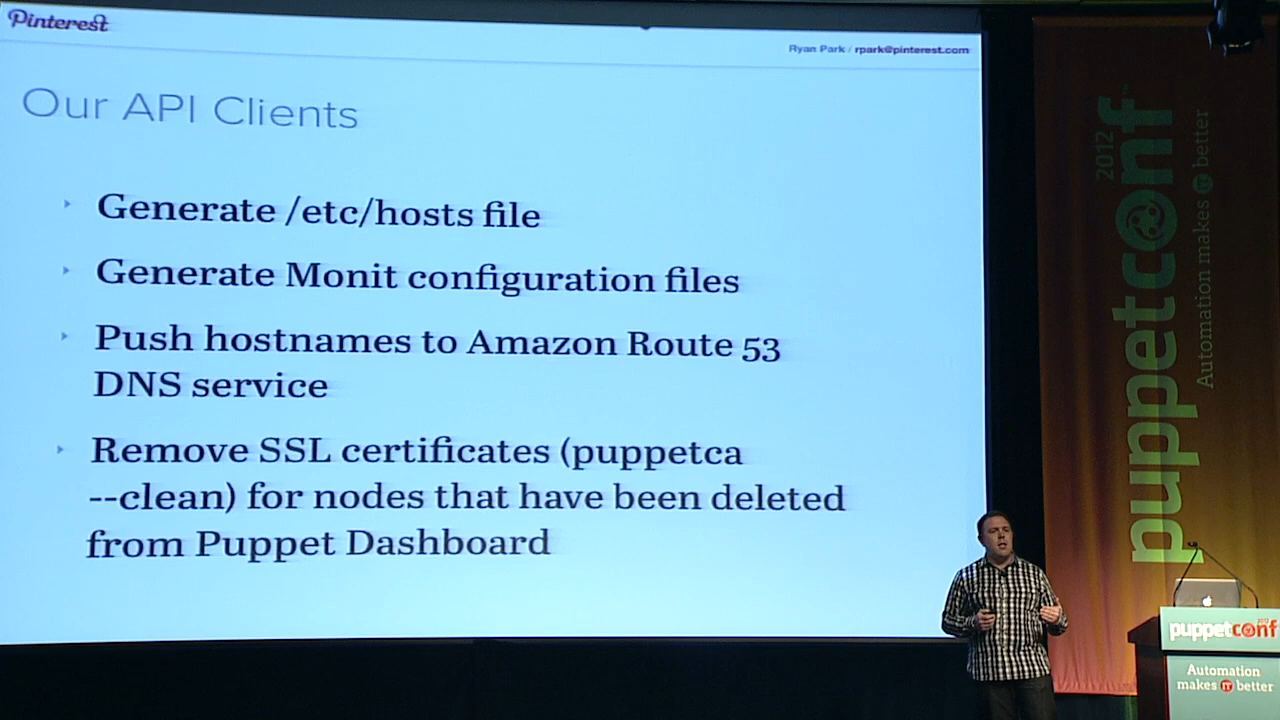 Pinterest
Ryan Park / rpark@pinterest.com
Our API Clients
Generate /etc/hosts file
Generate Monit configuration files
Push hostnames to Amazon Route 53
DNS service
Remove SSL certificates (puppetca
--clean) for nodes that have been deleted
from Puppet Dashboard
puppetconf™
2012
Automation makes IT better
puppetconf
2012
Automation
makes IT better